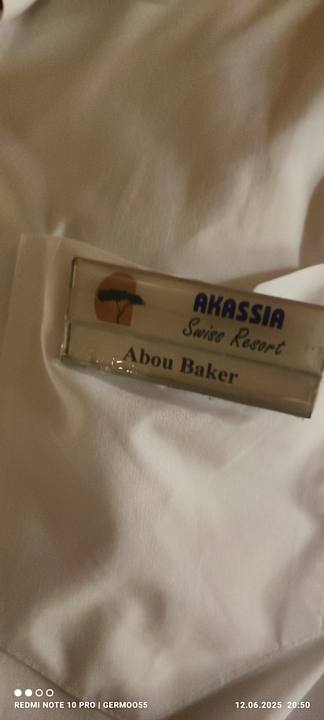 AKASSIA
Swiss Resort
Abou Baker
REDMI NOTE 10 PRO | GERMOO55
12.06.2025 20:50